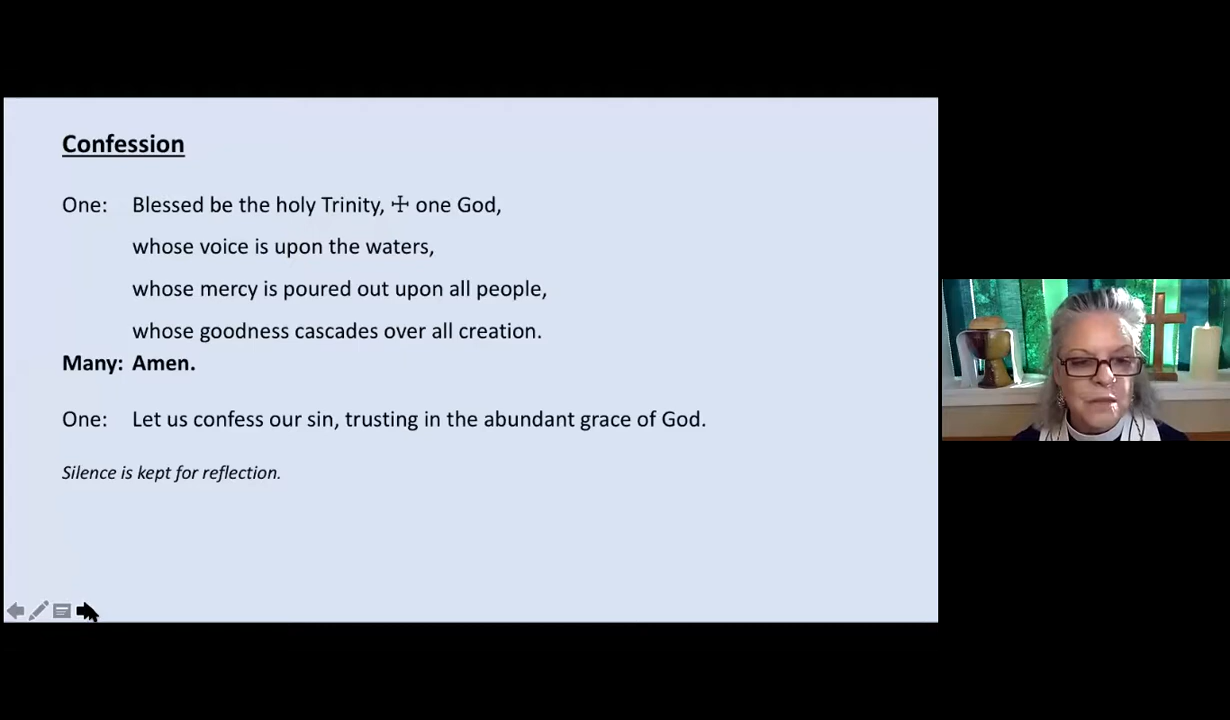 Confession
One: Blessed be the holy Trinity, ☩ one God,
whose voice is upon the waters,
whose mercy is poured out upon all people,
whose goodness cascades over all creation.
Many: Amen.
One: Let us confess our sin, trusting in the abundant grace of God.
Silence is kept for reflection.